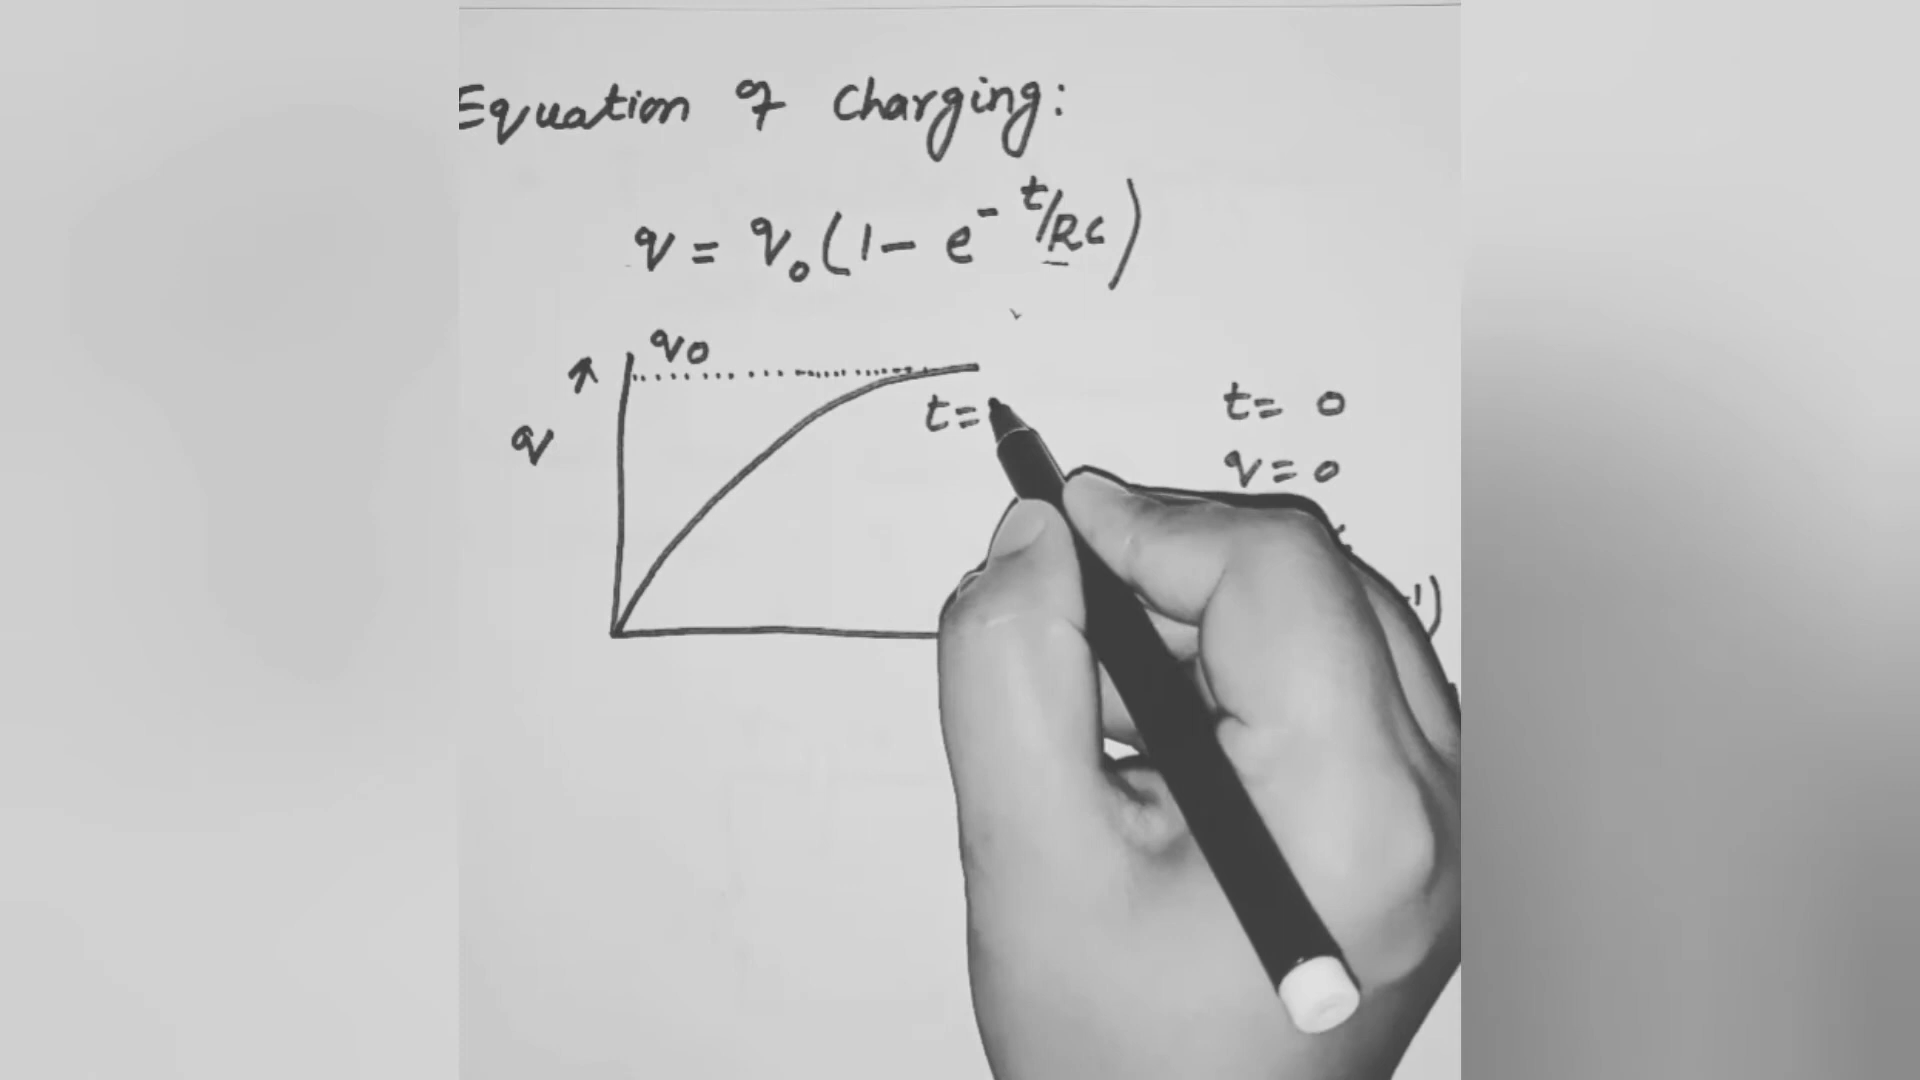 Equation of Charging:
q = q₀(1 - e^-t/RC)
q₀
q
t=
t= 0
q= 0